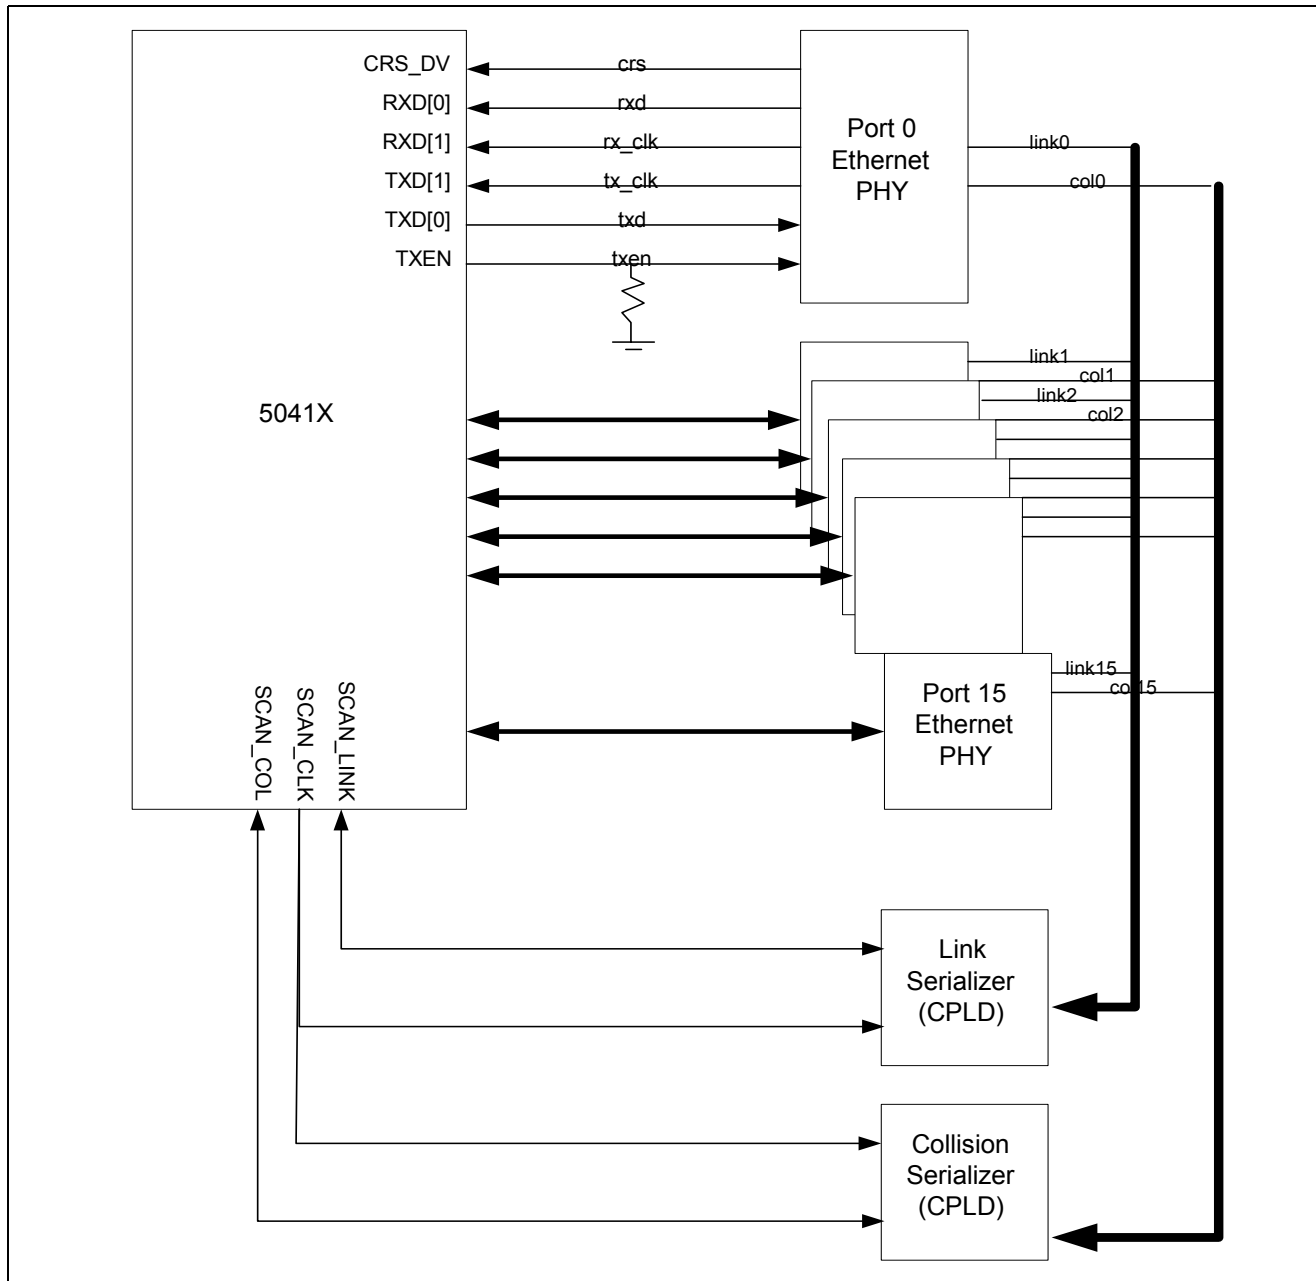 CRS_DV
crs
RXD[0]
rxd
RXD[1]
rx_clk
TXD[1]
tx_clk
TXD[0]
txd
TXEN
txen
Port 0
Ethernet
PHY
link0
col0
5041X
link1
col1
link2
col2
link15
col15
Port 15
Ethernet
PHY
SCAN_COL
SCAN_CLK
SCAN_LINK
Link
Serializer
(CPLD)
Collision
Serializer
(CPLD)